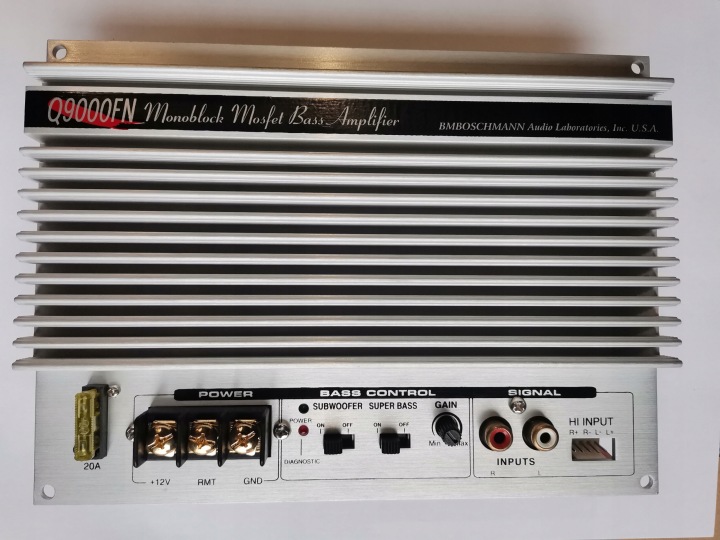 Q9000FN Monoblock Mosfet Bass Amplifier
BMBOSCHMANN Audio Laboratories, Inc. U.S.A
POWER
BASS CONTROL
SIGNAL
SUBWOOFER
SUPER BASS
GAIN
POWER
ON
OFF
ON
OFF
Min
Max
DIAGNOSTIC
HI INPUT
R+ R- L- L+
INPUTS
R
L
20A
+12V
RMT
GND